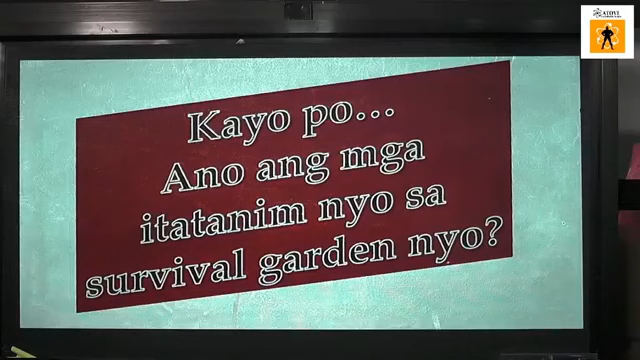 Kayo po...
Ano ang mga
itatanim nyo sa
survival garden nyo?